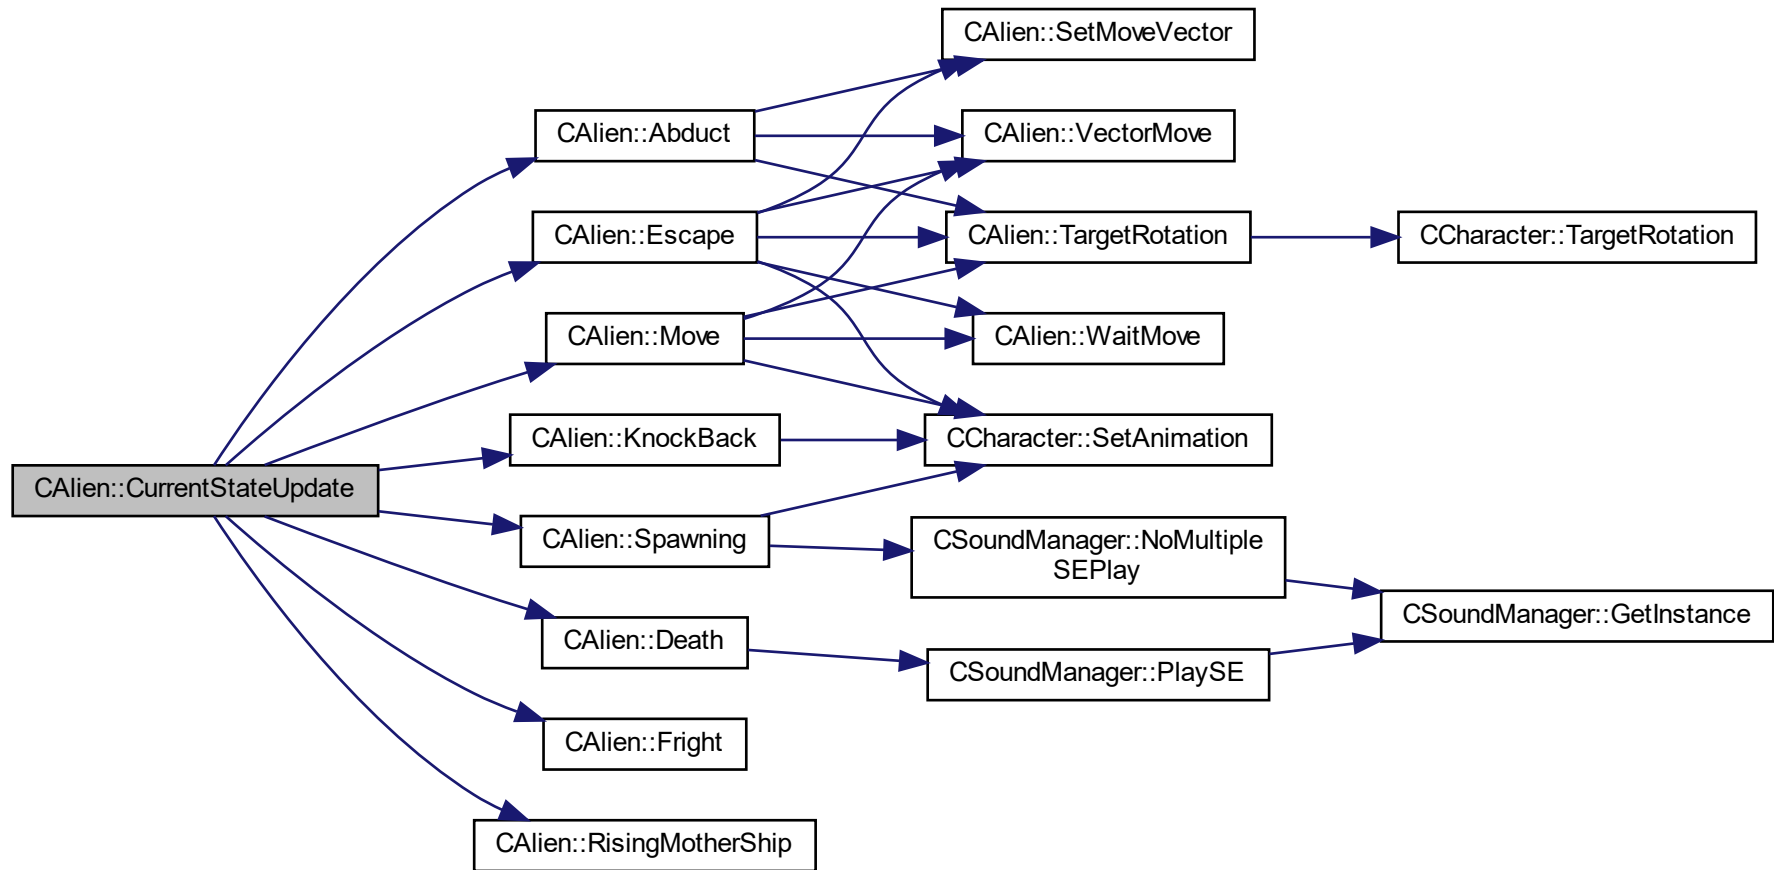 CAlien::SetMoveVector
CAlien::Abduct
CAlien::VectorMove
CAlien::Escape
CAlien::TargetRotation
CCharacter::TargetRotation
CAlien::Move
CAlien::WaitMove
CAlien::KnockBack
CCharacter::SetAnimation
CAlien::CurrentStateUpdate
CAlien::Spawning
CSoundManager::NoMultiple
SEPlay
CSoundManager::GetInstance
CAlien::Death
CSoundManager::PlaySE
CAlien::Fright
CAlien::RisingMotherShip